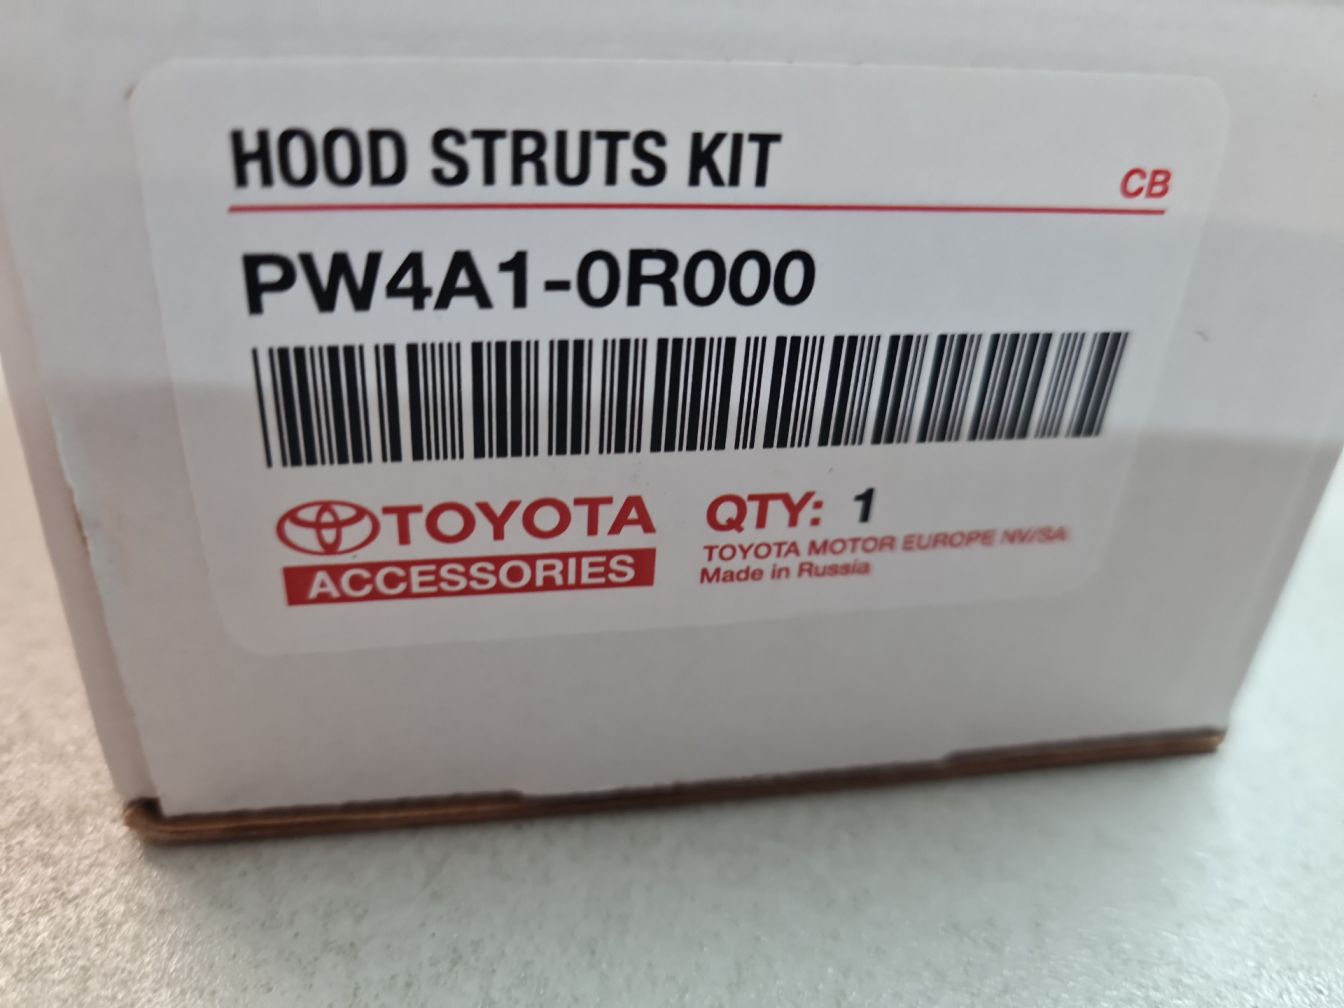 HOOD STRUTS KIT
CB
PW4A1-0R000
TOYOTA
ACCESSORIES
QTY: 1
TOYOTA MOTOR EUROPE NV/SA
Made in Russia